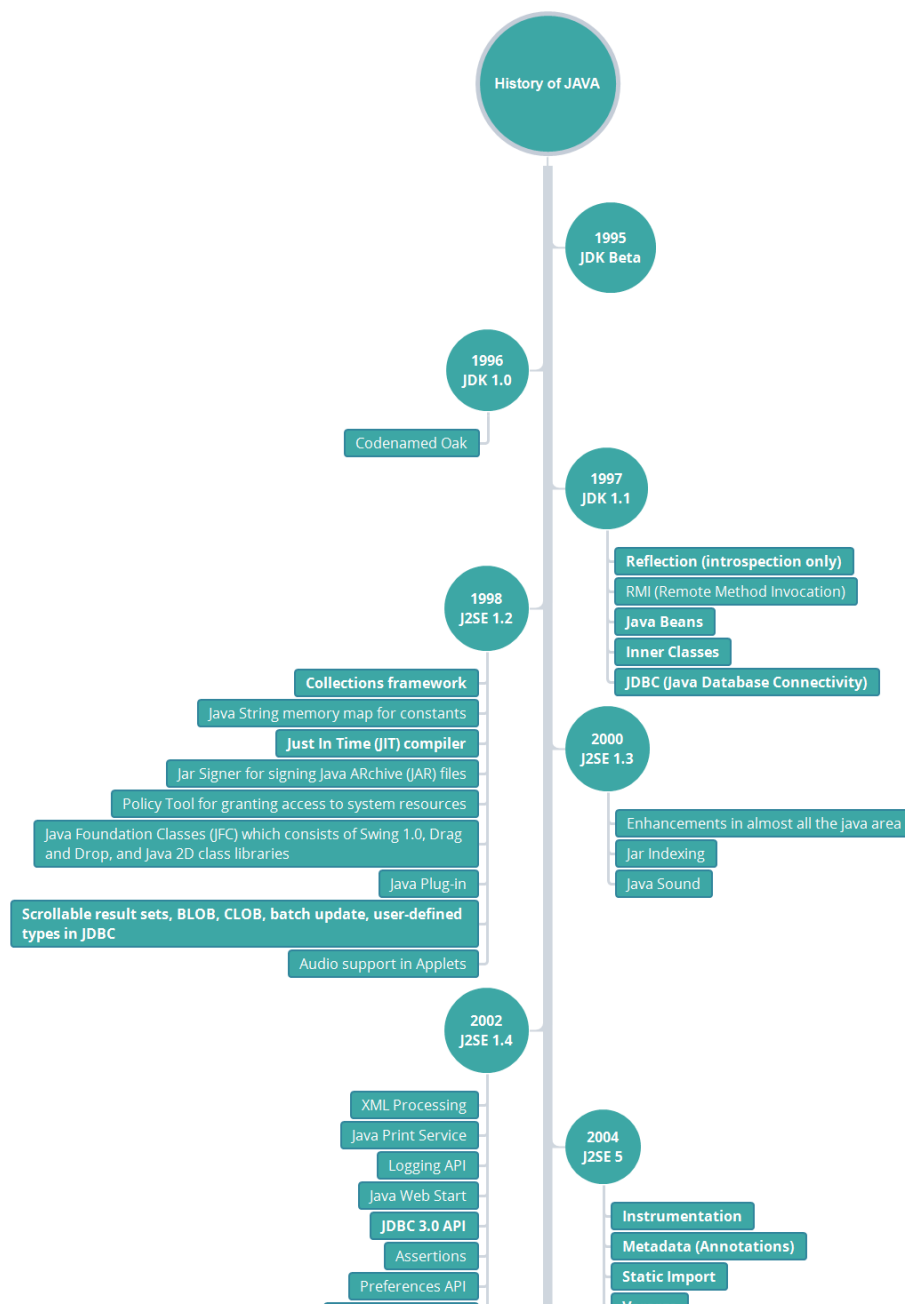 History of JAVA
1995
JDK Beta
1996
JDK 1.0
Codenamed Oak
1997
JDK 1.1
Reflection (introspection only)
RMI (Remote Method Invocation)
Java Beans
Inner Classes
JDBC (Java Database Connectivity)
1998
J2SE 1.2
Collections framework
Java String memory map for constants
Just In Time (JIT) compiler
Jar Signer for signing Java ARchive (JAR) files
Policy Tool for granting access to system resources
Java Foundation Classes (JFC) which consists of Swing 1.0, Drag
and Drop, and Java 2D class libraries
Java Plug-in
Scrollable result sets, BLOB, CLOB, batch update, user-defined
types in JDBC
Audio support in Applets
2000
J2SE 1.3
Enhancements in almost all the java area
Jar Indexing
Java Sound
2002
J2SE 1.4
XML Processing
Java Print Service
Logging API
Java Web Start
JDBC 3.0 API
Assertions
Preferences API
2004
J2SE 5
Instrumentation
Metadata (Annotations)
Static Import